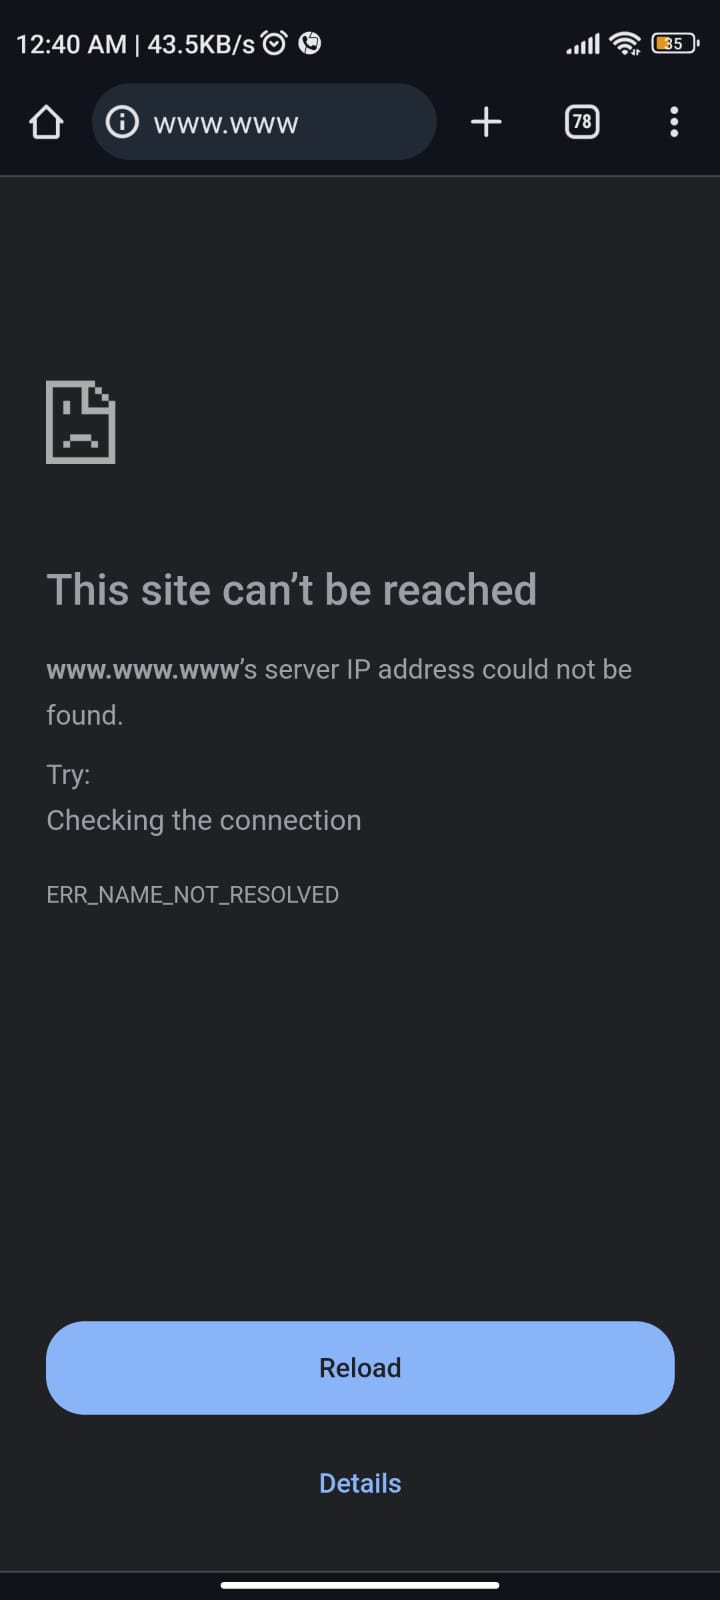 12:40 AM | 43.5KB/s
35
www.www
78
This site can’t be reached
www.www.www’s server IP address could not be
found.
Try:
Checking the connection
ERR_NAME_NOT_RESOLVED
Reload
Details